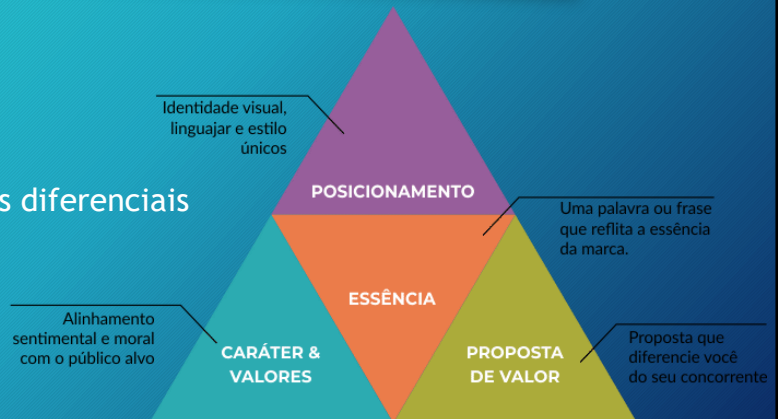 Identidade visual,
linguajar e estilo
únicos
POSICIONAMENTO
s diferenciais
Uma palavra ou frase
que reflita a essência
da marca.
ESSÊNCIA
Alinhamento
sentimental e moral
com o público alvo
CARÁTER &
VALORES
PROPOSTA
DE VALOR
Proposta que
diferencie você
do seu concorrente